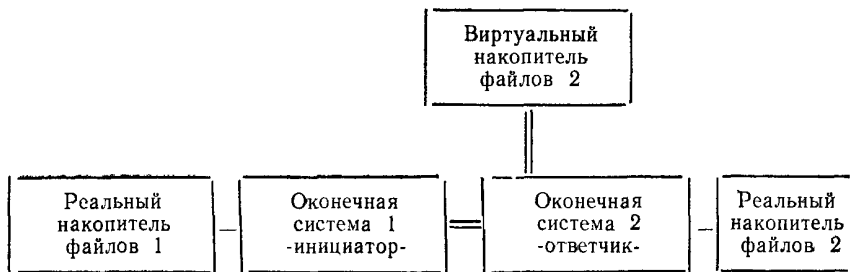 Виртуальный
накопитель
файлов 2
Реальный
накопитель
файлов 1
Оконечная
система 1
-инициатор-
Оконечная
система 2
-ответчик-
Реальный
накопитель
файлов 2